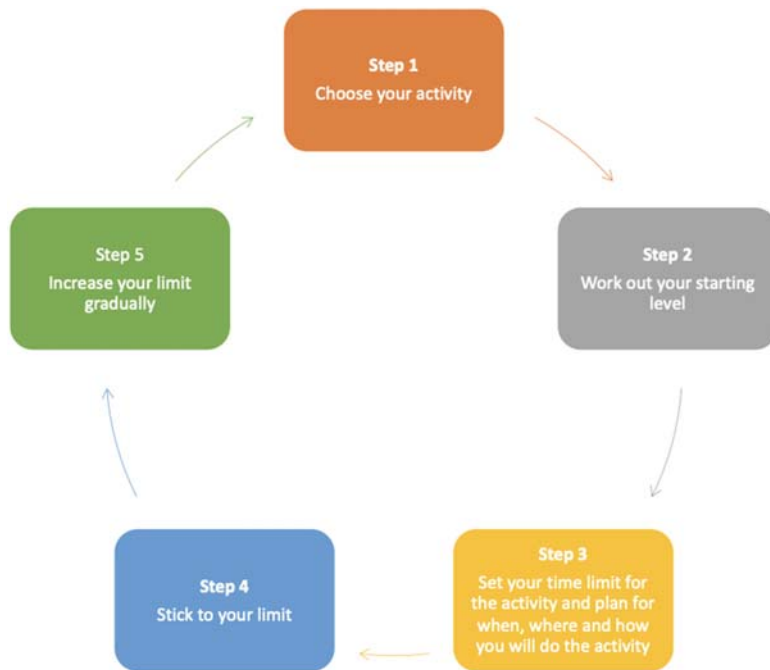 Step 1
Choose your activity
Step 2
Work out your starting
level
Step 3
Set your time limit for
the activity and plan for
when, where and how
you will do the activity
Step 4
Stick to your limit
Step 5
Increase your limit
gradually